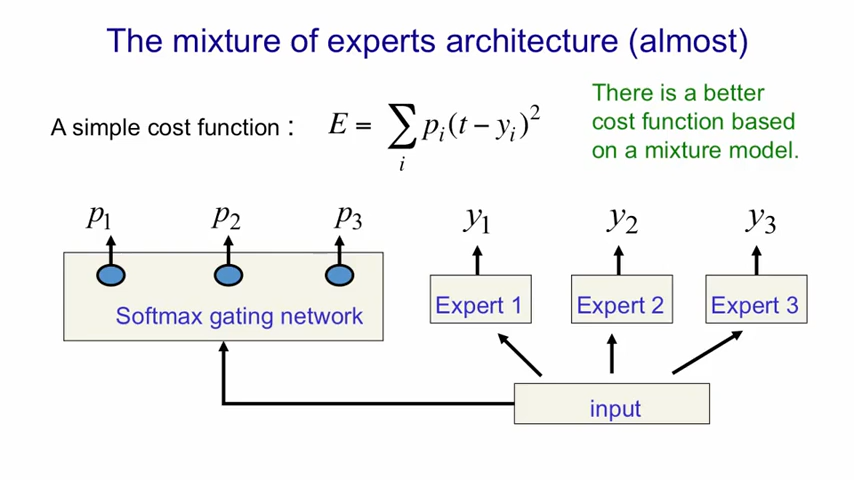 The mixture of experts architecture (almost)
A simple cost function : E = ∑ᵢ pᵢ(t − yᵢ)²
There is a better
cost function based
on a mixture model.
p₁ p₂ p₃ y₁ y₂ y₃
Softmax gating network
Expert 1 Expert 2 Expert 3
input